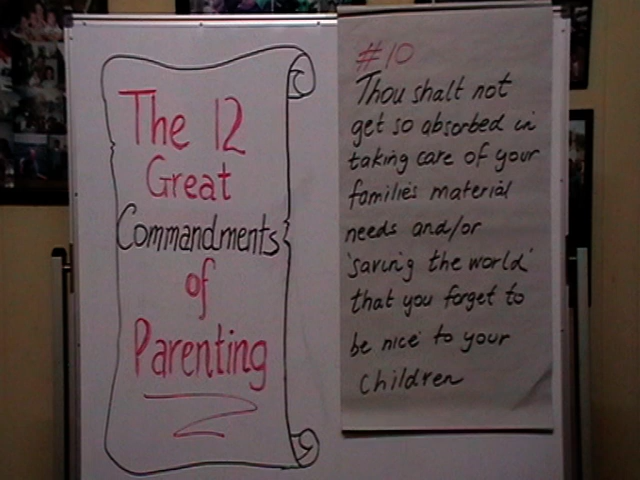 The 12
Great
Commandments
of
Parenting
#10
Thou shalt not
get so absorbed in
taking care of your
families material
needs and/or
'saving the world'
that you forget to
be nice to your
children